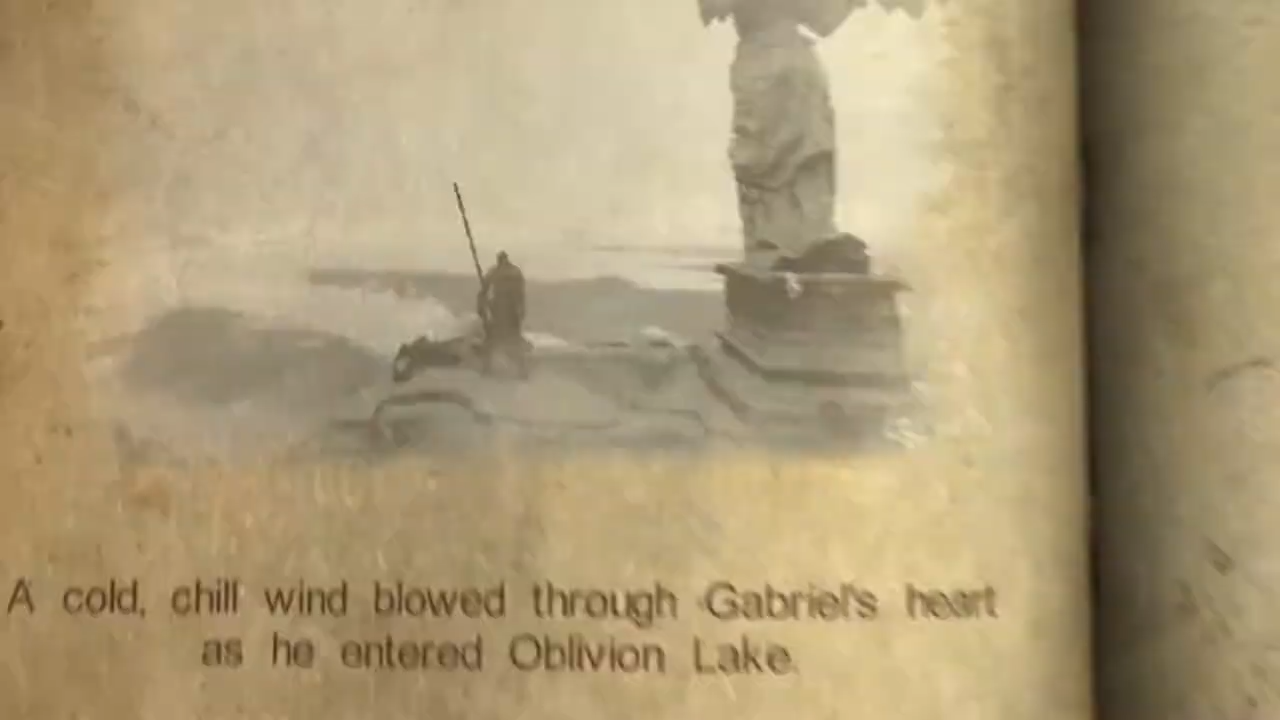 A cold, chill wind blowed through Gabriel's heart
as he entered Oblivion Lake.